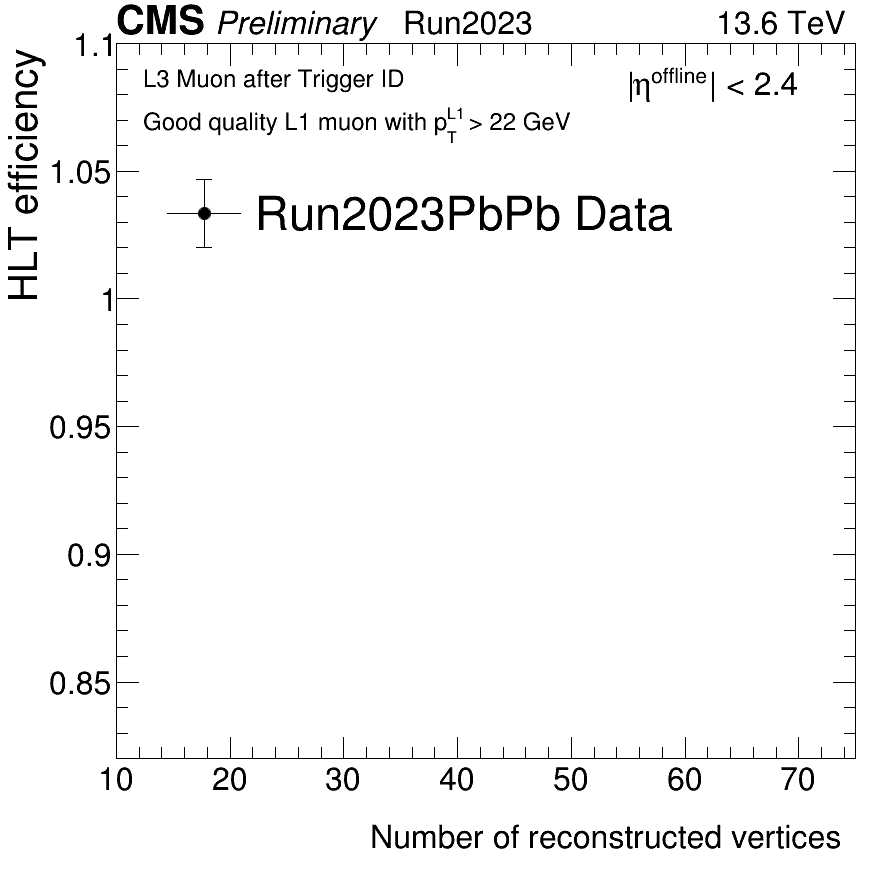 CMS Preliminary Run2023 13.6 TeV
HLT efficiency
1.1
1.05
1
0.95
0.9
0.85
L3 Muon after Trigger ID
|η^offline| < 2.4
Good quality L1 muon with p_T^L1 > 22 GeV
Run2023PbPb Data
10 20 30 40 50 60 70
Number of reconstructed vertices